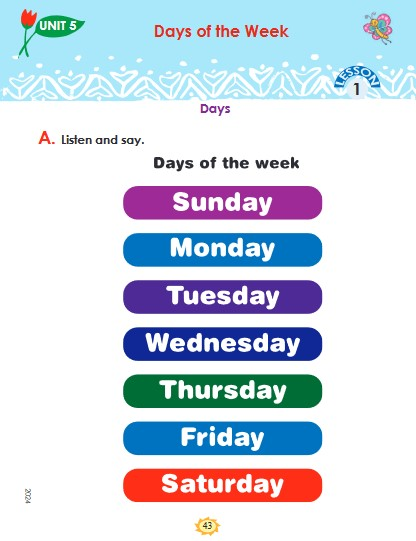 UNIT 5
Days of the Week
LESSON
1
Days
A. Listen and say.
Days of the week
Sunday
Monday
Tuesday
Wednesday
Thursday
Friday
Saturday
2024
43